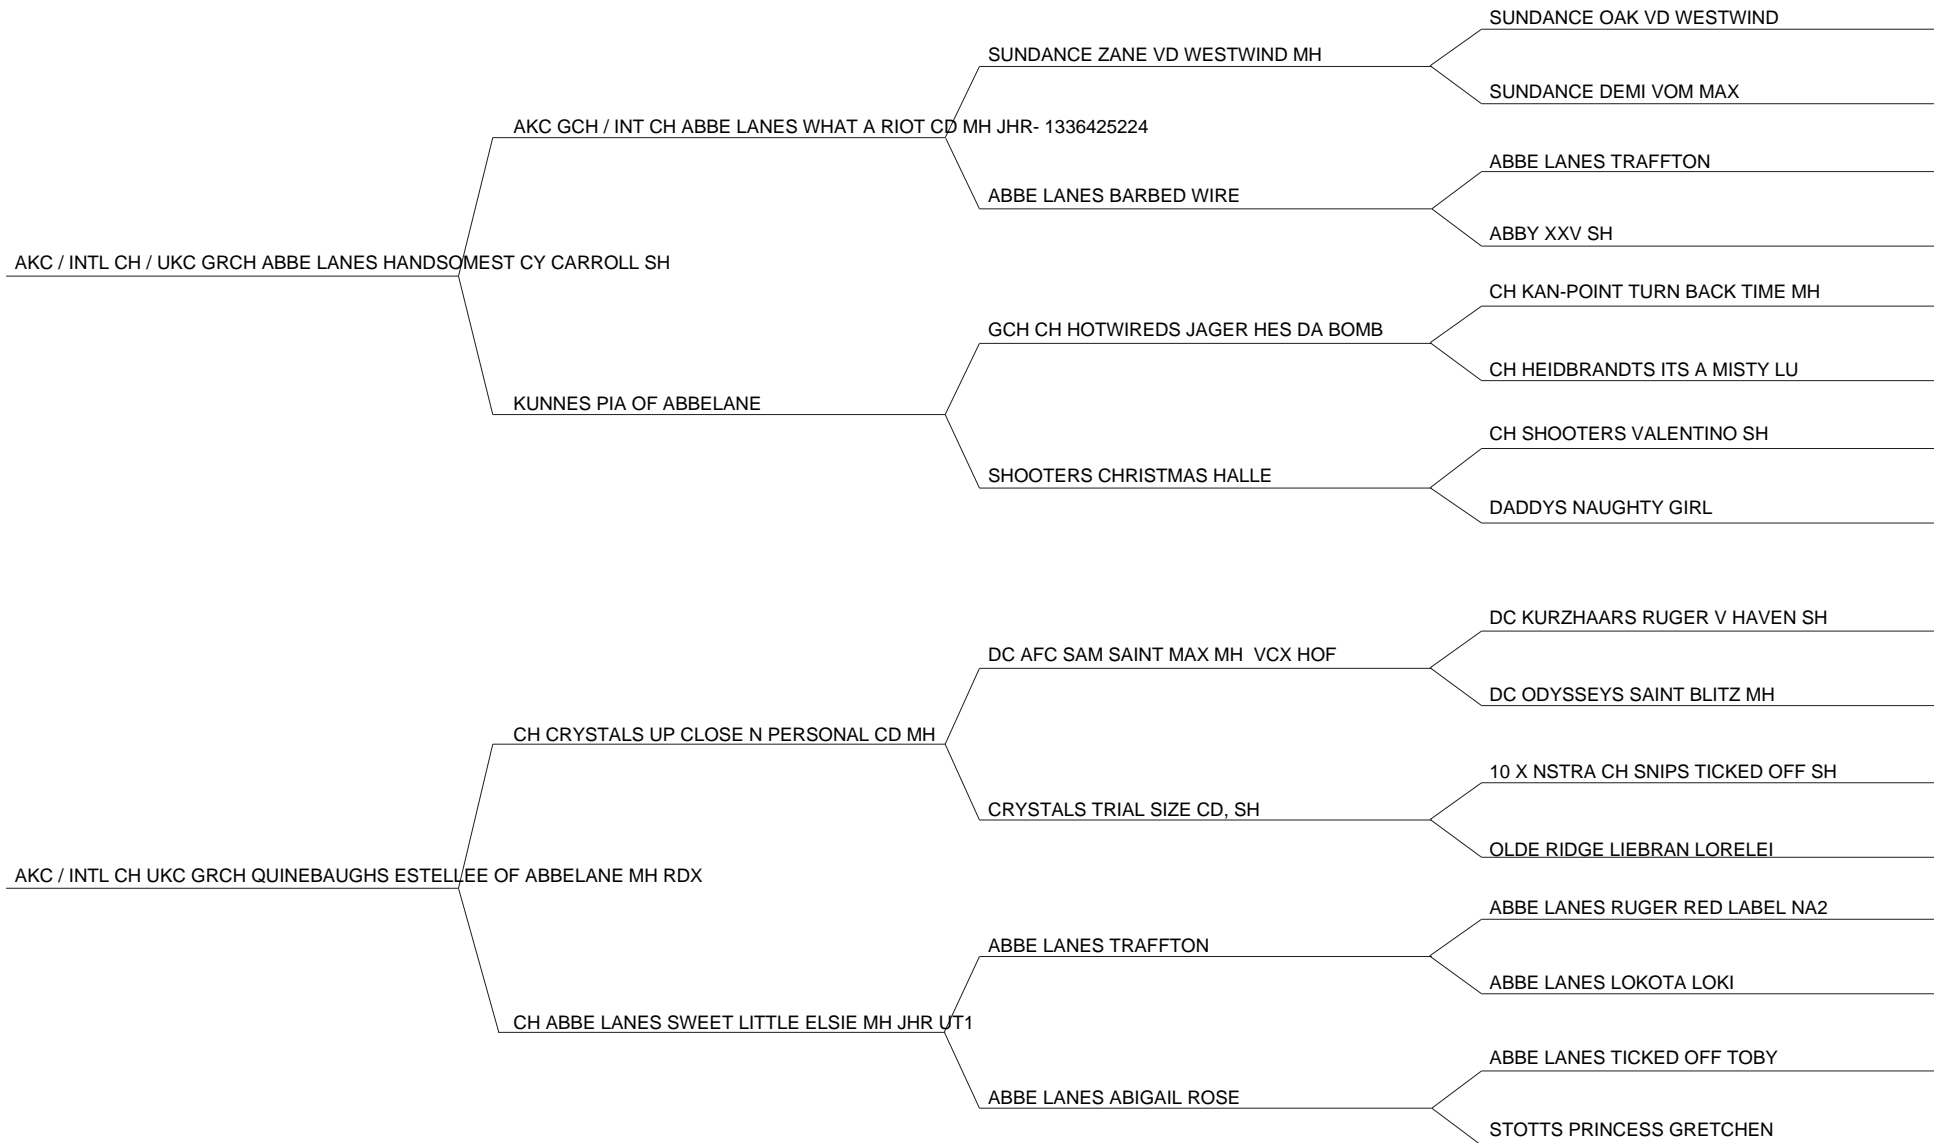 SUNDANCE OAK VD WESTWIND
SUNDANCE ZANE VD WESTWIND MH
SUNDANCE DEMI VOM MAX
AKC GCH / INT CH ABBE LANES WHAT A RIOT CD MH JHR- 1336425224
ABBE LANES TRAFFTON
ABBE LANES BARBED WIRE
ABBY XXV SH
AKC / INTL CH / UKC GRCH ABBE LANES HANDSOMEST CY CARROLL SH
CH KAN-POINT TURN BACK TIME MH
GCH CH HOTWIREDS JAGER HES DA BOMB
CH HEIDBRANDTS ITS A MISTY LU
KUNNES PIA OF ABBELANE
CH SHOOTERS VALENTINO SH
SHOOTERS CHRISTMAS HALLE
DADDYS NAUGHTY GIRL
DC KURZHAARS RUGER V HAVEN SH
DC AFC SAM SAINT MAX MH  VCX HOF
DC ODYSSEYS SAINT BLITZ MH
CH CRYSTALS UP CLOSE N PERSONAL CD MH
10 X NSTRA CH SNIPS TICKED OFF SH
CRYSTALS TRIAL SIZE CD, SH
OLDE RIDGE LIEBRAN LORELEI
AKC / INTL CH UKC GRCH QUINEBAUGHS ESTELLEE OF ABBELANE MH RDX
ABBE LANES RUGER RED LABEL NA2
ABBE LANES TRAFFTON
ABBE LANES LOKOTA LOKI
CH ABBE LANES SWEET LITTLE ELSIE MH JHR UT1
ABBE LANES TICKED OFF TOBY
ABBE LANES ABIGAIL ROSE
STOTTS PRINCESS GRETCHEN